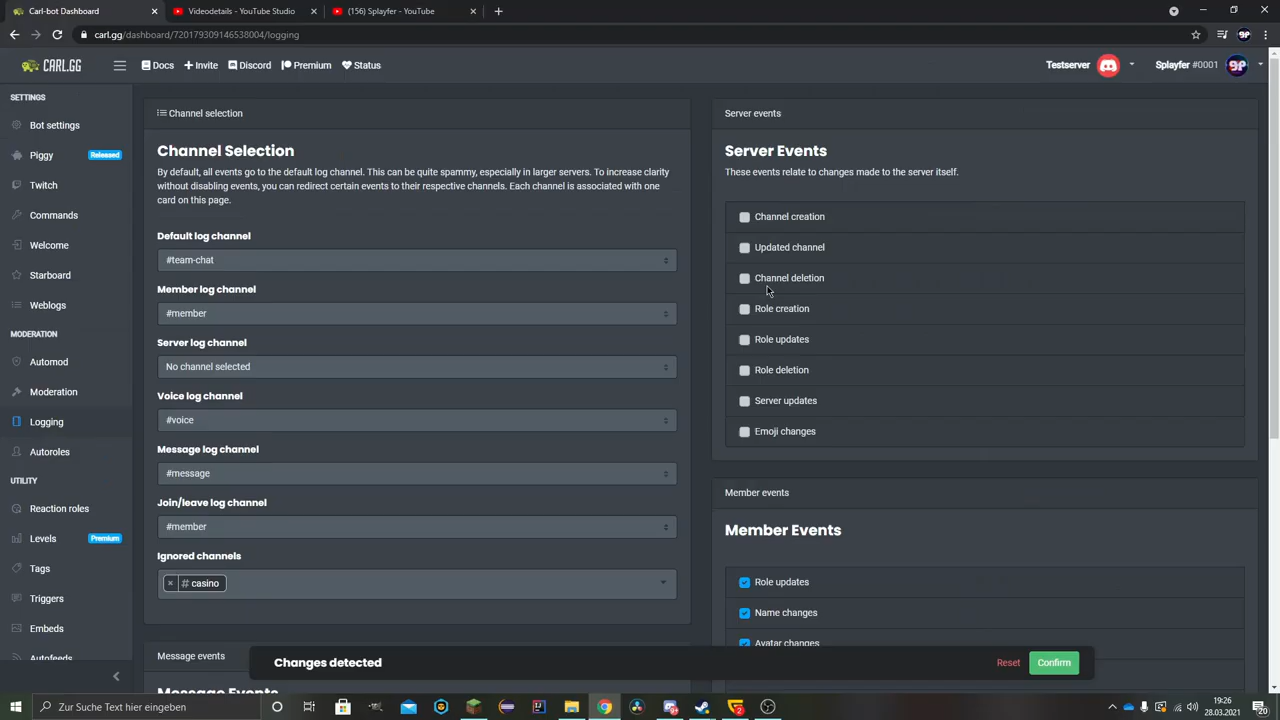 Carl-bot Dashboard
Videodetails - YouTube Studio
(156) Splayfer - YouTube
carl.gg/dashboard/720179309146538004/logging
CARL.GG
Docs
Invite
Discord
Premium
Status
Testserver
Splayfer #0001
SETTINGS
Bot settings
Piggy
Released
Twitch
Commands
Welcome
Starboard
Weblogs
MODERATION
Automod
Moderation
Logging
Autoroles
UTILITY
Reaction roles
Levels
Premium
Tags
Triggers
Embeds
Autofeeds
Channel selection
Channel Selection
By default, all events go to the default log channel. This can be quite spammy, especially in larger servers. To increase clarity
without disabling events, you can redirect certain events to their respective channels. Each channel is associated with one
card on this page.
Default log channel
#team-chat
Member log channel
#member
Server log channel
No channel selected
Voice log channel
#voice
Message log channel
#message
Join/leave log channel
#member
Ignored channels
× # casino
Message events
Message Events
Server events
Server Events
These events relate to changes made to the server itself.
Channel creation
Updated channel
Channel deletion
Role creation
Role updates
Role deletion
Server updates
Emoji changes
Member events
Member Events
Role updates
Name changes
Avatar changes
Changes detected
Reset
Confirm
Zur Suche Text hier eingeben
19:26
28.03.2021
20